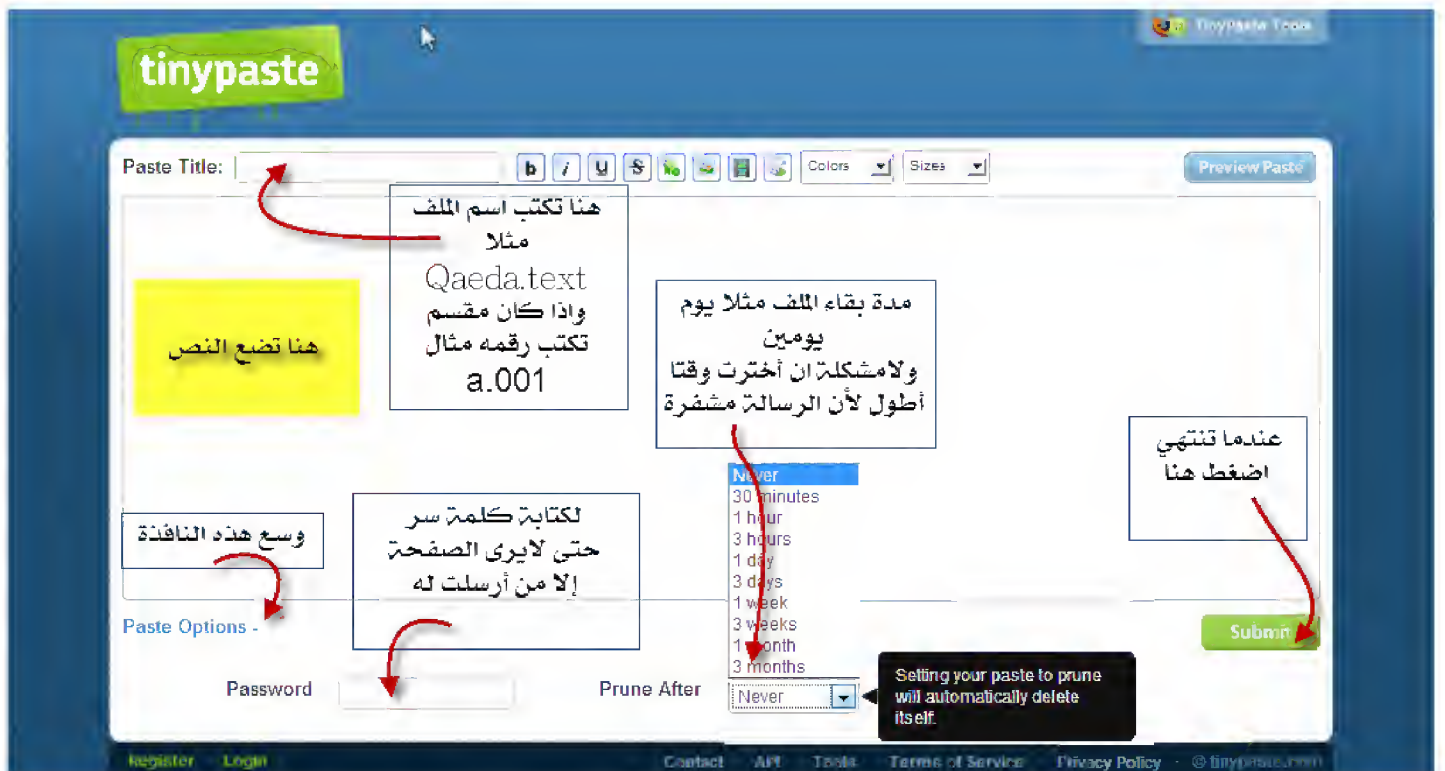 TinyPaste Tools
tinypaste
Paste Title:
b i U S
Colors
Sizes
Preview Paste
هنا تكتب اسم الملف
مثلا
Qaeda.text
واذا كان مقسم
تكتب رقمه مثال
a.001
هنا تضع النص
مدة بقاء الملف مثلا يوم
يومين
ولامشكلة ان أخترت وقتا
أطول لأن الرسالة مشفرة
عندما تنتهي
اضغط هنا
وسع هذه النافذة
لكتابة كلمة سر
حتى لايرى الصفحة
إلا من أرسلت له
Never
30 minutes
1 hour
3 hours
1 day
3 days
1 week
3 weeks
1 month
3 months
Paste Options -
Submit
Password
Prune After
Never
Setting your paste to prune
will automatically delete
itself.
Register Login
Contact API Tools Terms of Service Privacy Policy - © tinypaste.com